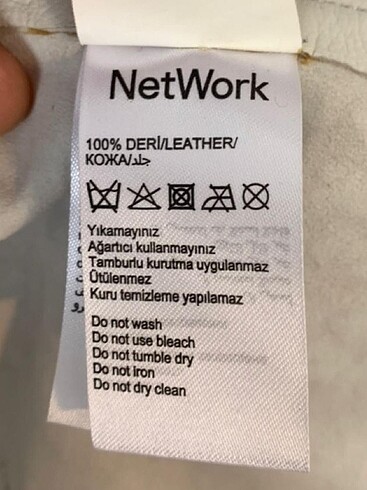 NetWork
100% DERİ/LEATHER/
КОЖА/جلد
Yıkamayınız
Ağartıcı kullanmayınız
Tamburlu kurutma uygulanmaz
Ütülenmez
Kuru temizleme yapılamaz
Do not wash
Do not use bleach
Do not tumble dry
Do not iron
Do not dry clean